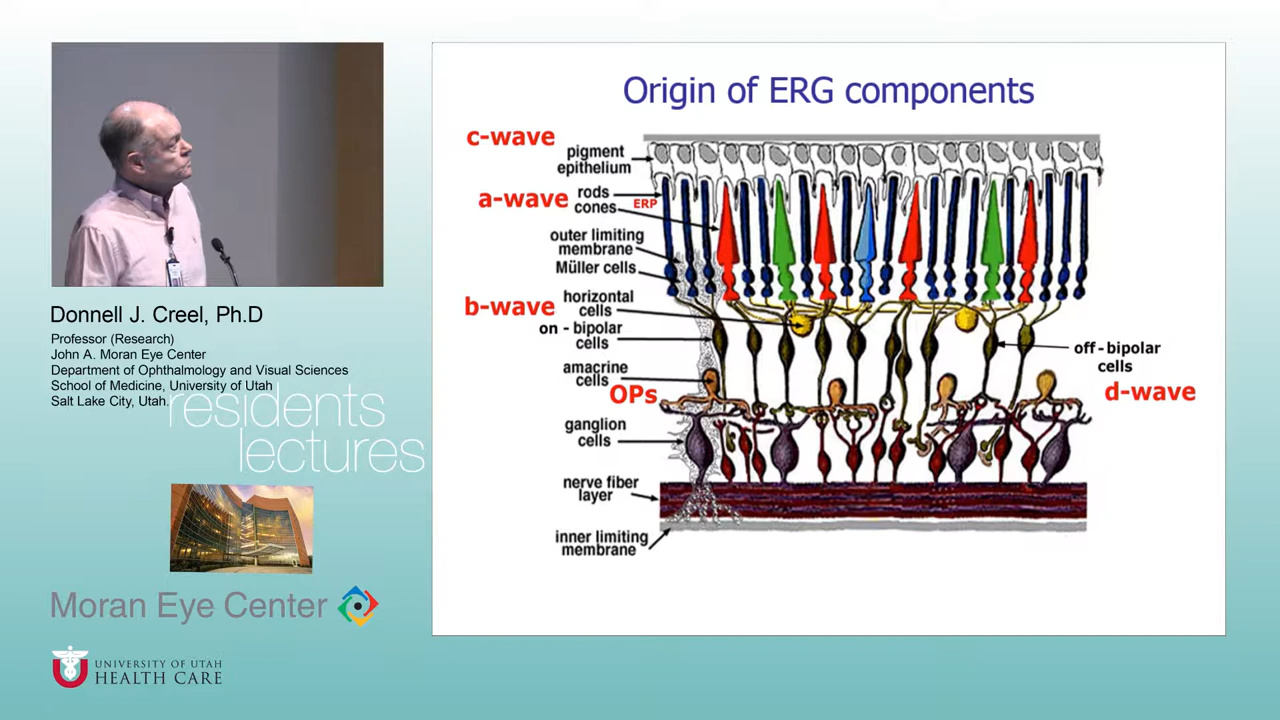 Origin of ERG components
c-wave
pigment
epithelium
a-wave
rods
cones
ERP
outer limiting
membrane
Müller cells
b-wave
horizontal
cells
on - bipolar
cells
off - bipolar
cells
amacrine
cells
OPs
d-wave
ganglion
cells
nerve fiber
layer
inner limiting
membrane
Donnell J. Creel, Ph.D
Professor (Research)
John A. Moran Eye Center
Department of Ophthalmology and Visual Sciences
School of Medicine, University of Utah
Salt Lake City, Utah.
residents
lectures
Moran Eye Center
UNIVERSITY OF UTAH
HEALTH CARE